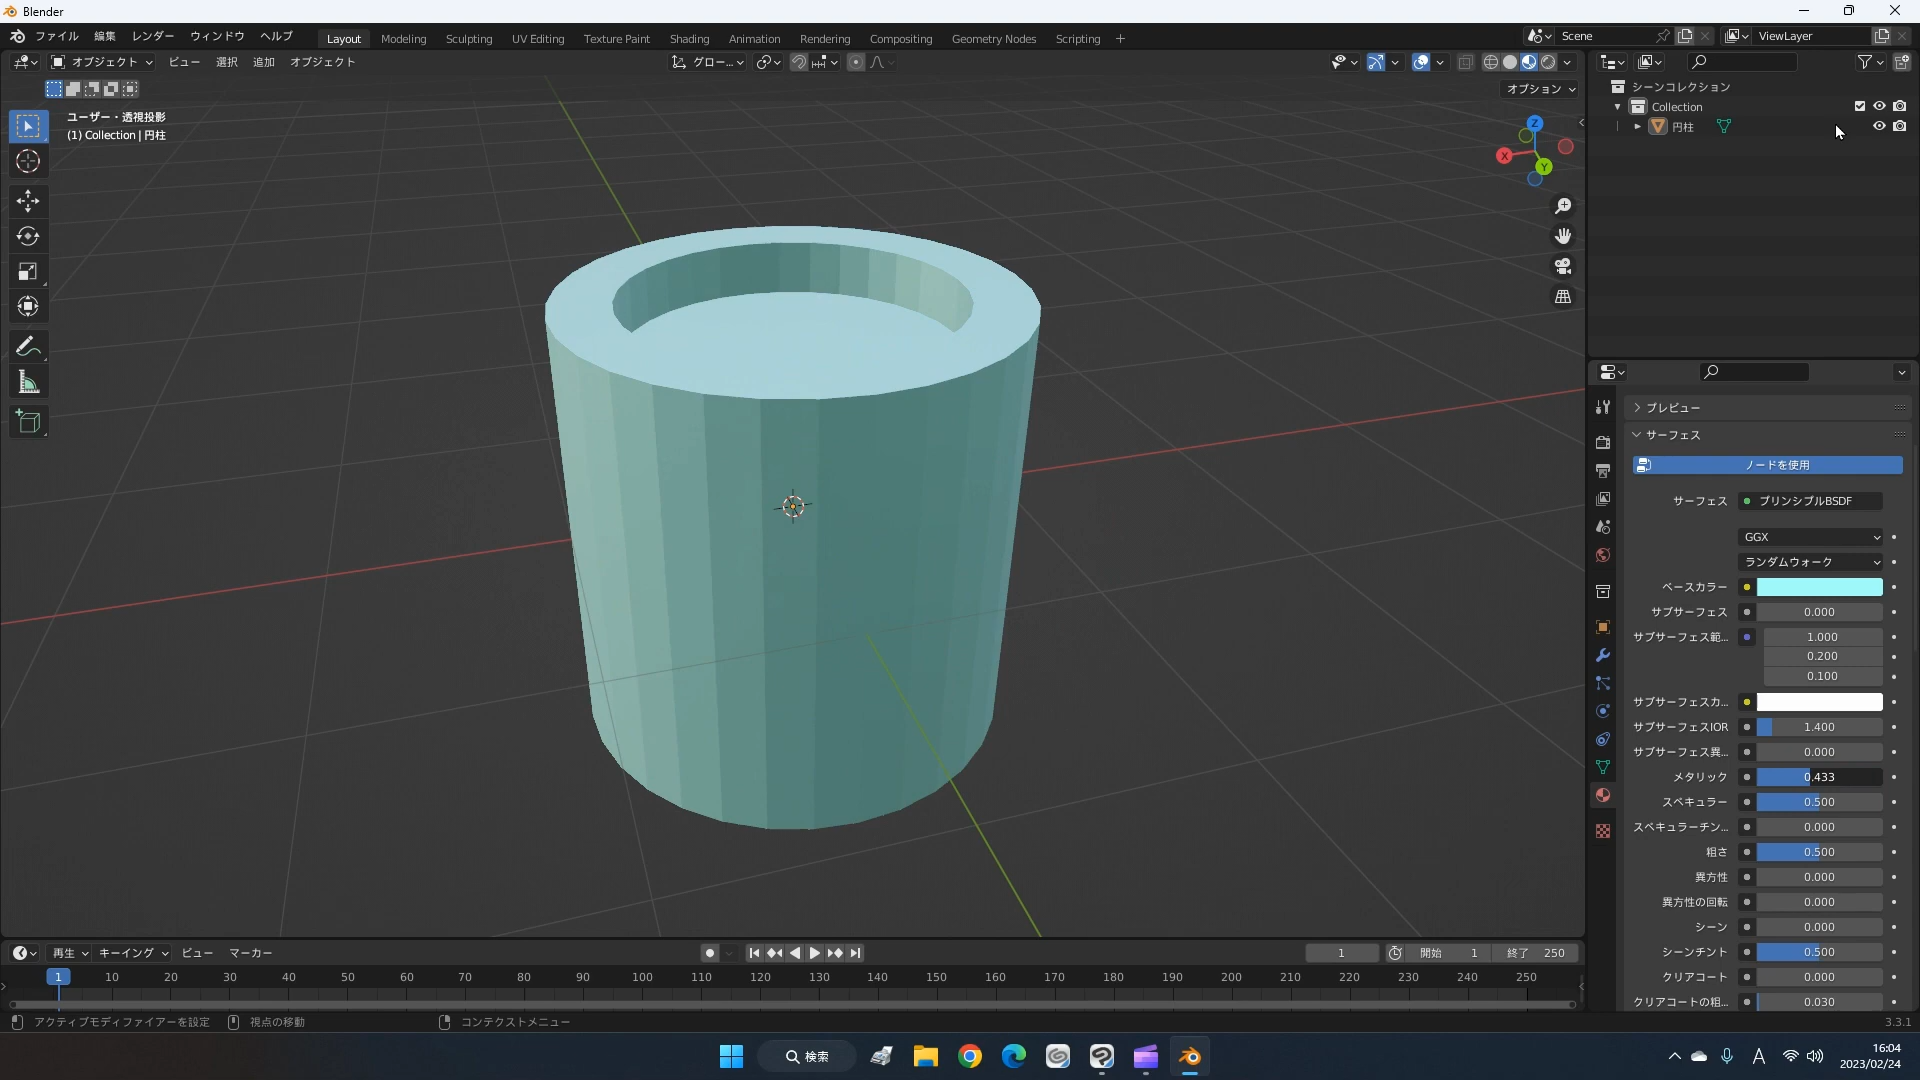 Blender
ファイル 編集 レンダー ウィンドウ ヘルプ Layout Modeling Sculpting UV Editing Texture Paint Shading Animation Rendering Compositing Geometry Nodes Scripting + Scene ViewLayer
オブジェクト ビュー 選択 追加 オブジェクト グロー...
オプション
ユーザー・透視投影
(1) Collection | 円柱
Z
X
Y
シーンコレクション
Collection
円柱
プレビュー
サーフェス
ノードを使用
サーフェス プリンシプルBSDF
GGX
ランダムウォーク
ベースカラー
サブサーフェス 0.000
サブサーフェス範... 1.000
0.200
0.100
サブサーフェスカ...
サブサーフェスIOR 1.400
サブサーフェス異... 0.000
メタリック 0.433
スペキュラー 0.500
スペキュラーチン... 0.000
粗さ 0.500
異方性 0.000
異方性の回転 0.000
シーン 0.000
シーンチント 0.500
クリアコート 0.000
クリアコートの粗... 0.030
再生 キーイング ビュー マーカー 1 開始 1 終了 250
1 10 20 30 40 50 60 70 80 90 100 110 120 130 140 150 160 170 180 190 200 210 220 230 240 250
アクティブモディファイアーを設定 視点の移動 コンテクストメニュー 3.3.1
検索 A 16:04
2023/02/24